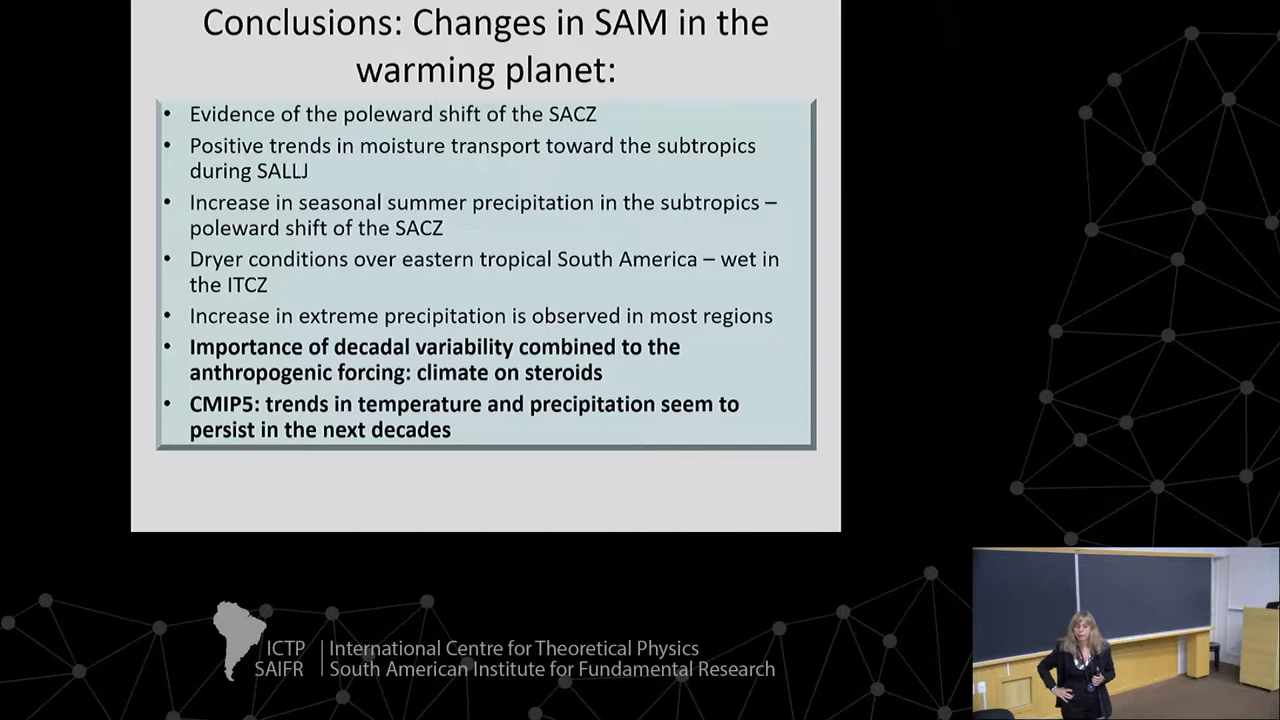 Conclusions: Changes in SAM in the
warming planet:
• Evidence of the poleward shift of the SACZ
• Positive trends in moisture transport toward the subtropics
during SALLJ
• Increase in seasonal summer precipitation in the subtropics –
poleward shift of the SACZ
• Dryer conditions over eastern tropical South America – wet in
the ITCZ
• Increase in extreme precipitation is observed in most regions
• Importance of decadal variability combined to the
anthropogenic forcing: climate on steroids
• CMIP5: trends in temperature and precipitation seem to
persist in the next decades
ICTP
SAIFR
International Centre for Theoretical Physics
South American Institute for Fundamental Research